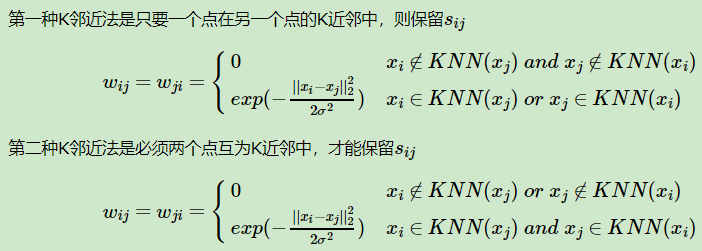 第一种K邻近法是只要一个点在另一个点的K近邻中，则保留$s_{ij}$
$$w_{ij} = w_{ji} = \begin{cases} 0 & x_i \notin KNN(x_j) \ and \ x_j \notin KNN(x_i) \\ exp(-\frac{||x_i - x_j||_2^2}{2\sigma^2}) & x_i \in KNN(x_j) \ or \ x_j \in KNN(x_i) \end{cases}$$
第二种K邻近法是必须两个点互为K近邻中，才能保留$s_{ij}$
$$w_{ij} = w_{ji} = \begin{cases} 0 & x_i \notin KNN(x_j) \ or \ x_j \notin KNN(x_i) \\ exp(-\frac{||x_i - x_j||_2^2}{2\sigma^2}) & x_i \in KNN(x_j) \ and \ x_j \in KNN(x_i) \end{cases}$$